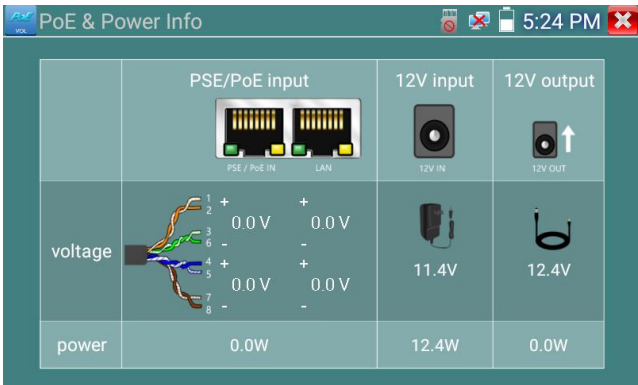 PoE
VOL
PoE & Power Info
5:24 PM
PSE/PoE input
12V input
12V output
PSE / PoE IN
LAN
12V IN
12V OUT
voltage
1
2
3
6
4
5
7
8
+ +
0.0 V 0.0 V
- -
+ +
0.0 V 0.0 V
- -
11.4V
12.4V
power
0.0W
12.4W
0.0W